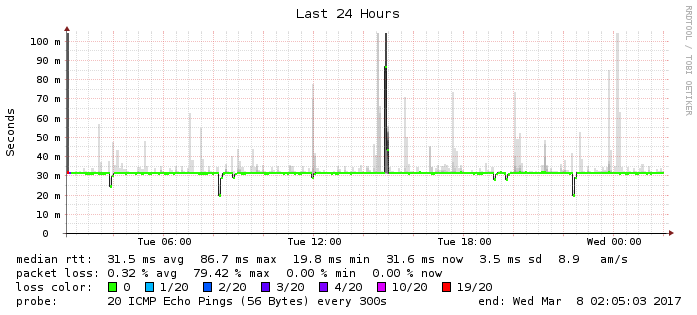 Last 24 Hours
RRDTOOL / TOBI OETIKER
Seconds
100 m
90 m
80 m
70 m
60 m
50 m
40 m
30 m
20 m
10 m
0
Tue 06:00 Tue 12:00 Tue 18:00 Wed 00:00
median rtt: 31.5 ms avg 86.7 ms max 19.8 ms min 31.6 ms now 3.5 ms sd 8.9 am/s
packet loss: 0.32 % avg 79.42 % max 0.00 % min 0.00 % now
loss color: 0 1/20 2/20 3/20 4/20 10/20 19/20
probe: 20 ICMP Echo Pings (56 Bytes) every 300s end: Wed Mar 8 02:05:03 2017